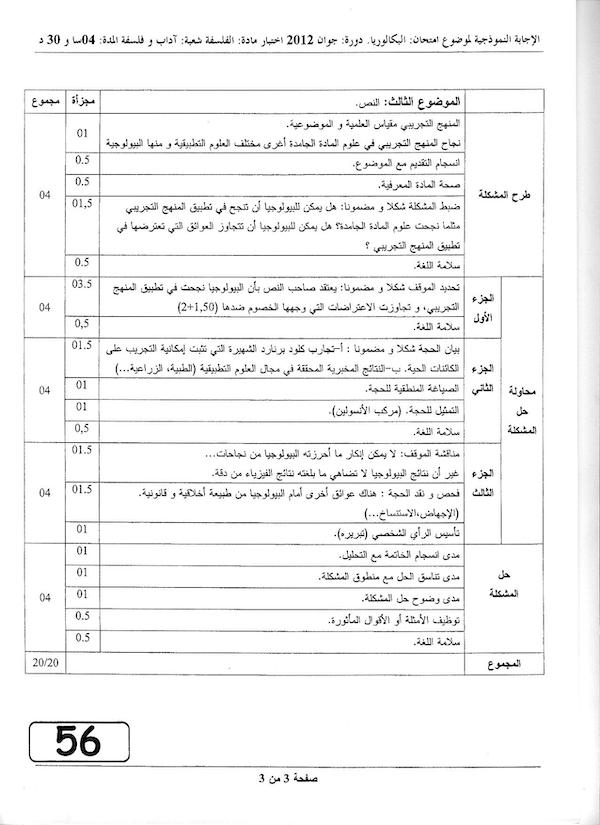 الإجابة النموذجية لموضوع امتحان: البكالوريا. دورة: جوان 2012 اختبار مادة: الفلسفة شعبة: آداب و فلسفة المدة: 04سا و 30 د
الموضوع الثالث: النص. مجزأة مجموع
طرح المشكلة
المنهج التجريبي مقياس العلمية و الموضوعية.
نجاح المنهج التجريبي في علوم المادة الجامدة أغرى مختلف العلوم التطبيقية و منها البيولوجية 01
انسجام التقديم مع الموضوع. 0.5
صحة المادة المعرفية. 0.5
ضبط المشكلة شكلا و مضمونا: هل يمكن للبيولوجيا أن تنجح في تطبيق المنهج التجريبي 01,5
مثلما نجحت علوم المادة الجامدة؟ هل يمكن للبيولوجيا أن تتجاوز العوائق التي تعترضها في
تطبيق المنهج التجريبي ؟
سلامة اللغة. 0.5
04
محاولة حل المشكلة
الجزء الأول
تحديد الموقف شكلا و مضمونا: يعتقد صاحب النص بأن البيولوجيا نجحت في تطبيق المنهج 03.5
التجريبي، و تجاوزت الاعتراضات التي وجهها الخصوم ضدها (1,50+2)
سلامة اللغة. 0,5
04
الجزء الثاني
بيان الحجة شكلا و مضمونا : أ-تجارب كلود برنارد الشهيرة التي تثبت إمكانية التجريب على 01.5
الكائنات الحية. ب-النتائج المخبرية المحققة في مجال العلوم التطبيقية (الطبية، الزراعية...)
الصياغة المنطقية للحجة. 01
التمثيل للحجة. (مركب الأنسولين). 01
سلامة اللغة. 0,5
04
الجزء الثالث
مناقشة الموقف: لا يمكن إنكار ما أحرزته البيولوجيا من نجاحات... 01.5
غير أن نتائج البيولوجيا لا تضاهي ما بلغته نتائج الفيزياء من دقة.
فحص و نقد الحجة : هناك عوائق أخرى أمام البيولوجيا من طبيعة أخلاقية و قانونية. 01.5
(الإجهاض،الاستنساخ...)
تأسيس الرأي الشخصي (تبريره). 01
04
حل المشكلة
مدى انسجام الخاتمة مع التحليل. 01
مدى تناسق الحل مع منطوق المشكلة. 01
مدى وضوح حل المشكلة. 01
توظيف الأمثلة أو الأقوال المأثورة. 0.5
سلامة اللغة. 0.5
04
المجموع 20/20
56
صفحة 3 من 3